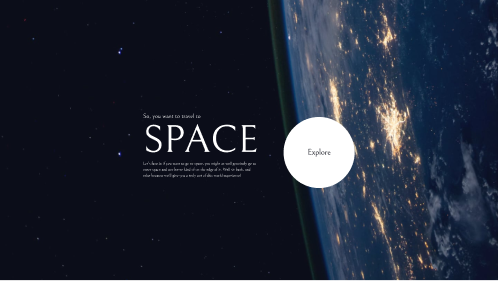 So, you want to travel to
SPACE
Let's face it; if you want to go to space, you might as well genuinely go to
outer space and not hover kind of on the edge of it. Well sit back, and
relax because we'll give you a truly out of this world experience!
Explore